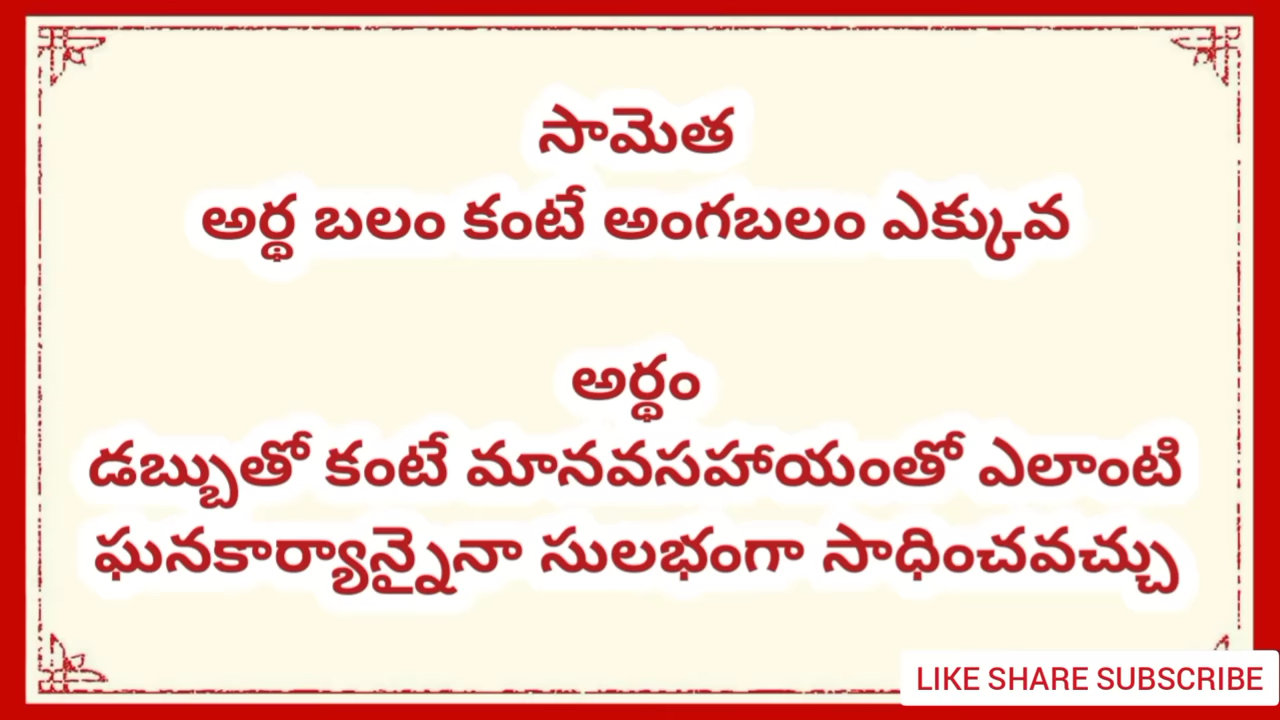 సామెత
అర్థ బలం కంటే అంగబలం ఎక్కువ
అర్థం
డబ్బుతో కంటే మానవసహాయంతో ఎలాంటి
ఘనకార్యాన్నైనా సులభంగా సాధించవచ్చు
LIKE SHARE SUBSCRIBE